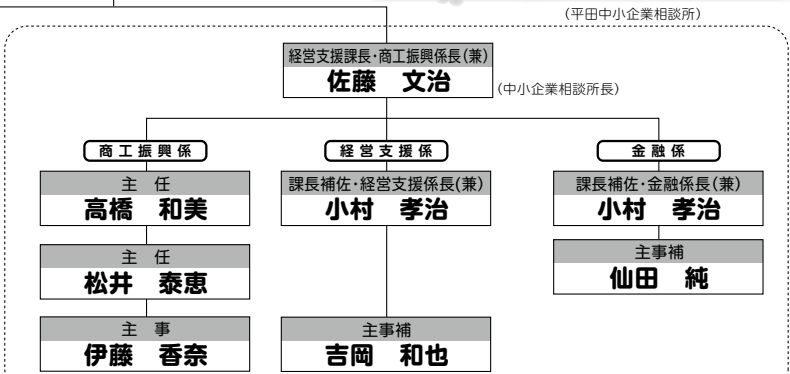 (平田中小企業相談所)
経営支援課長・商工振興係長(兼)
佐藤　文治
(中小企業相談所長)
商工振興係
主　任
高橋　和美
主　任
松井　泰恵
主　事
伊藤　香奈
経営支援係
課長補佐・経営支援係長(兼)
小村　孝治
主事補
吉岡　和也
金融係
課長補佐・金融係長(兼)
小村　孝治
主事補
仙田　純